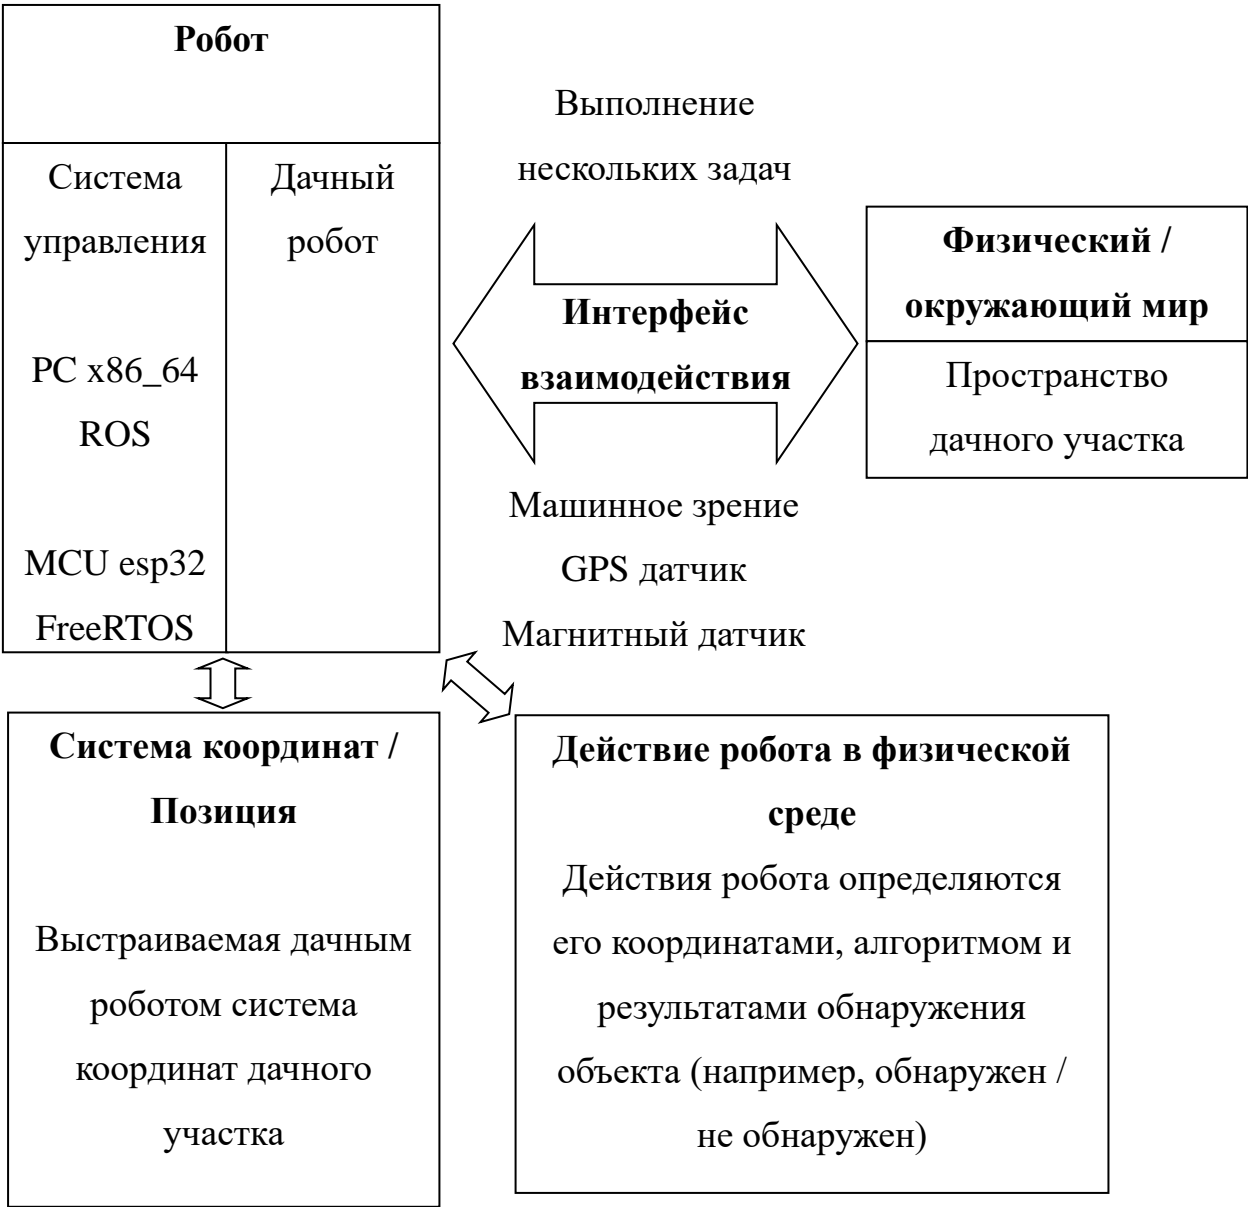 Робот
Система
управления
PC x86_64
ROS
MCU esp32
FreeRTOS
Дачный
робот
Выполнение
нескольких задач
Интерфейс
взаимодействия
Машинное зрение
GPS датчик
Магнитный датчик
Физический /
окружающий мир
Пространство
дачного участка
Система координат /
Позиция
Выстраиваемая дачным
роботом система
координат дачного
участка
Действие робота в физической
среде
Действия робота определяются
его координатами, алгоритмом и
результатами обнаружения
объекта (например, обнаружен /
не обнаружен)